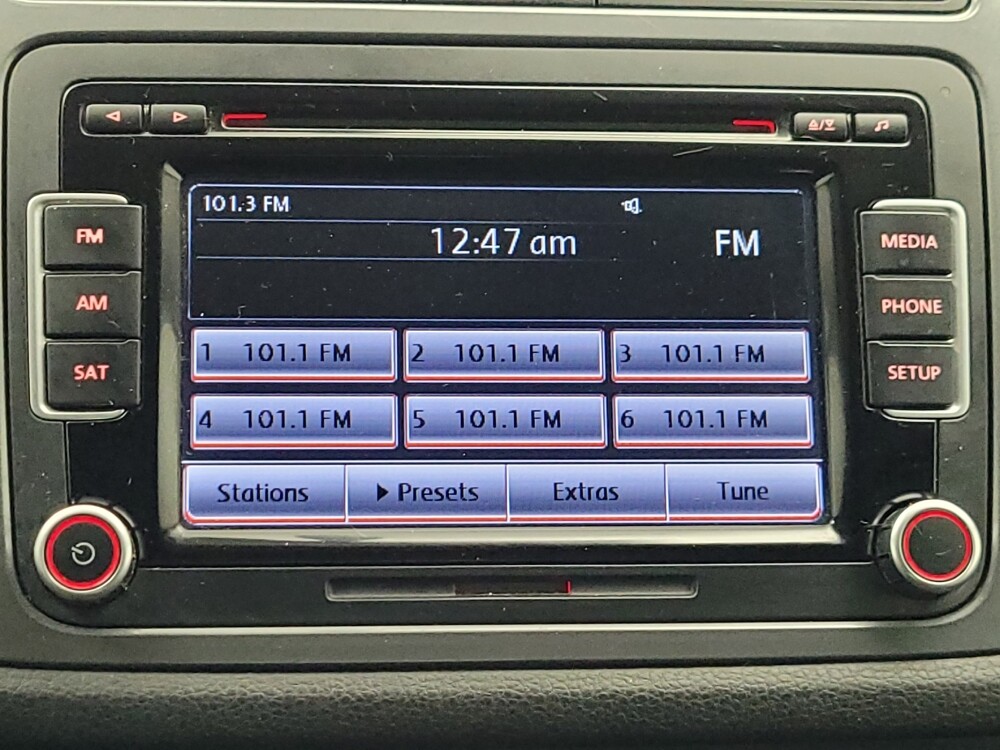 101.3 FM
12:47 am FM
1 101.1 FM 2 101.1 FM 3 101.1 FM
4 101.1 FM 5 101.1 FM 6 101.1 FM
Stations Presets Extras Tune
FM
AM
SAT
MEDIA
PHONE
SETUP